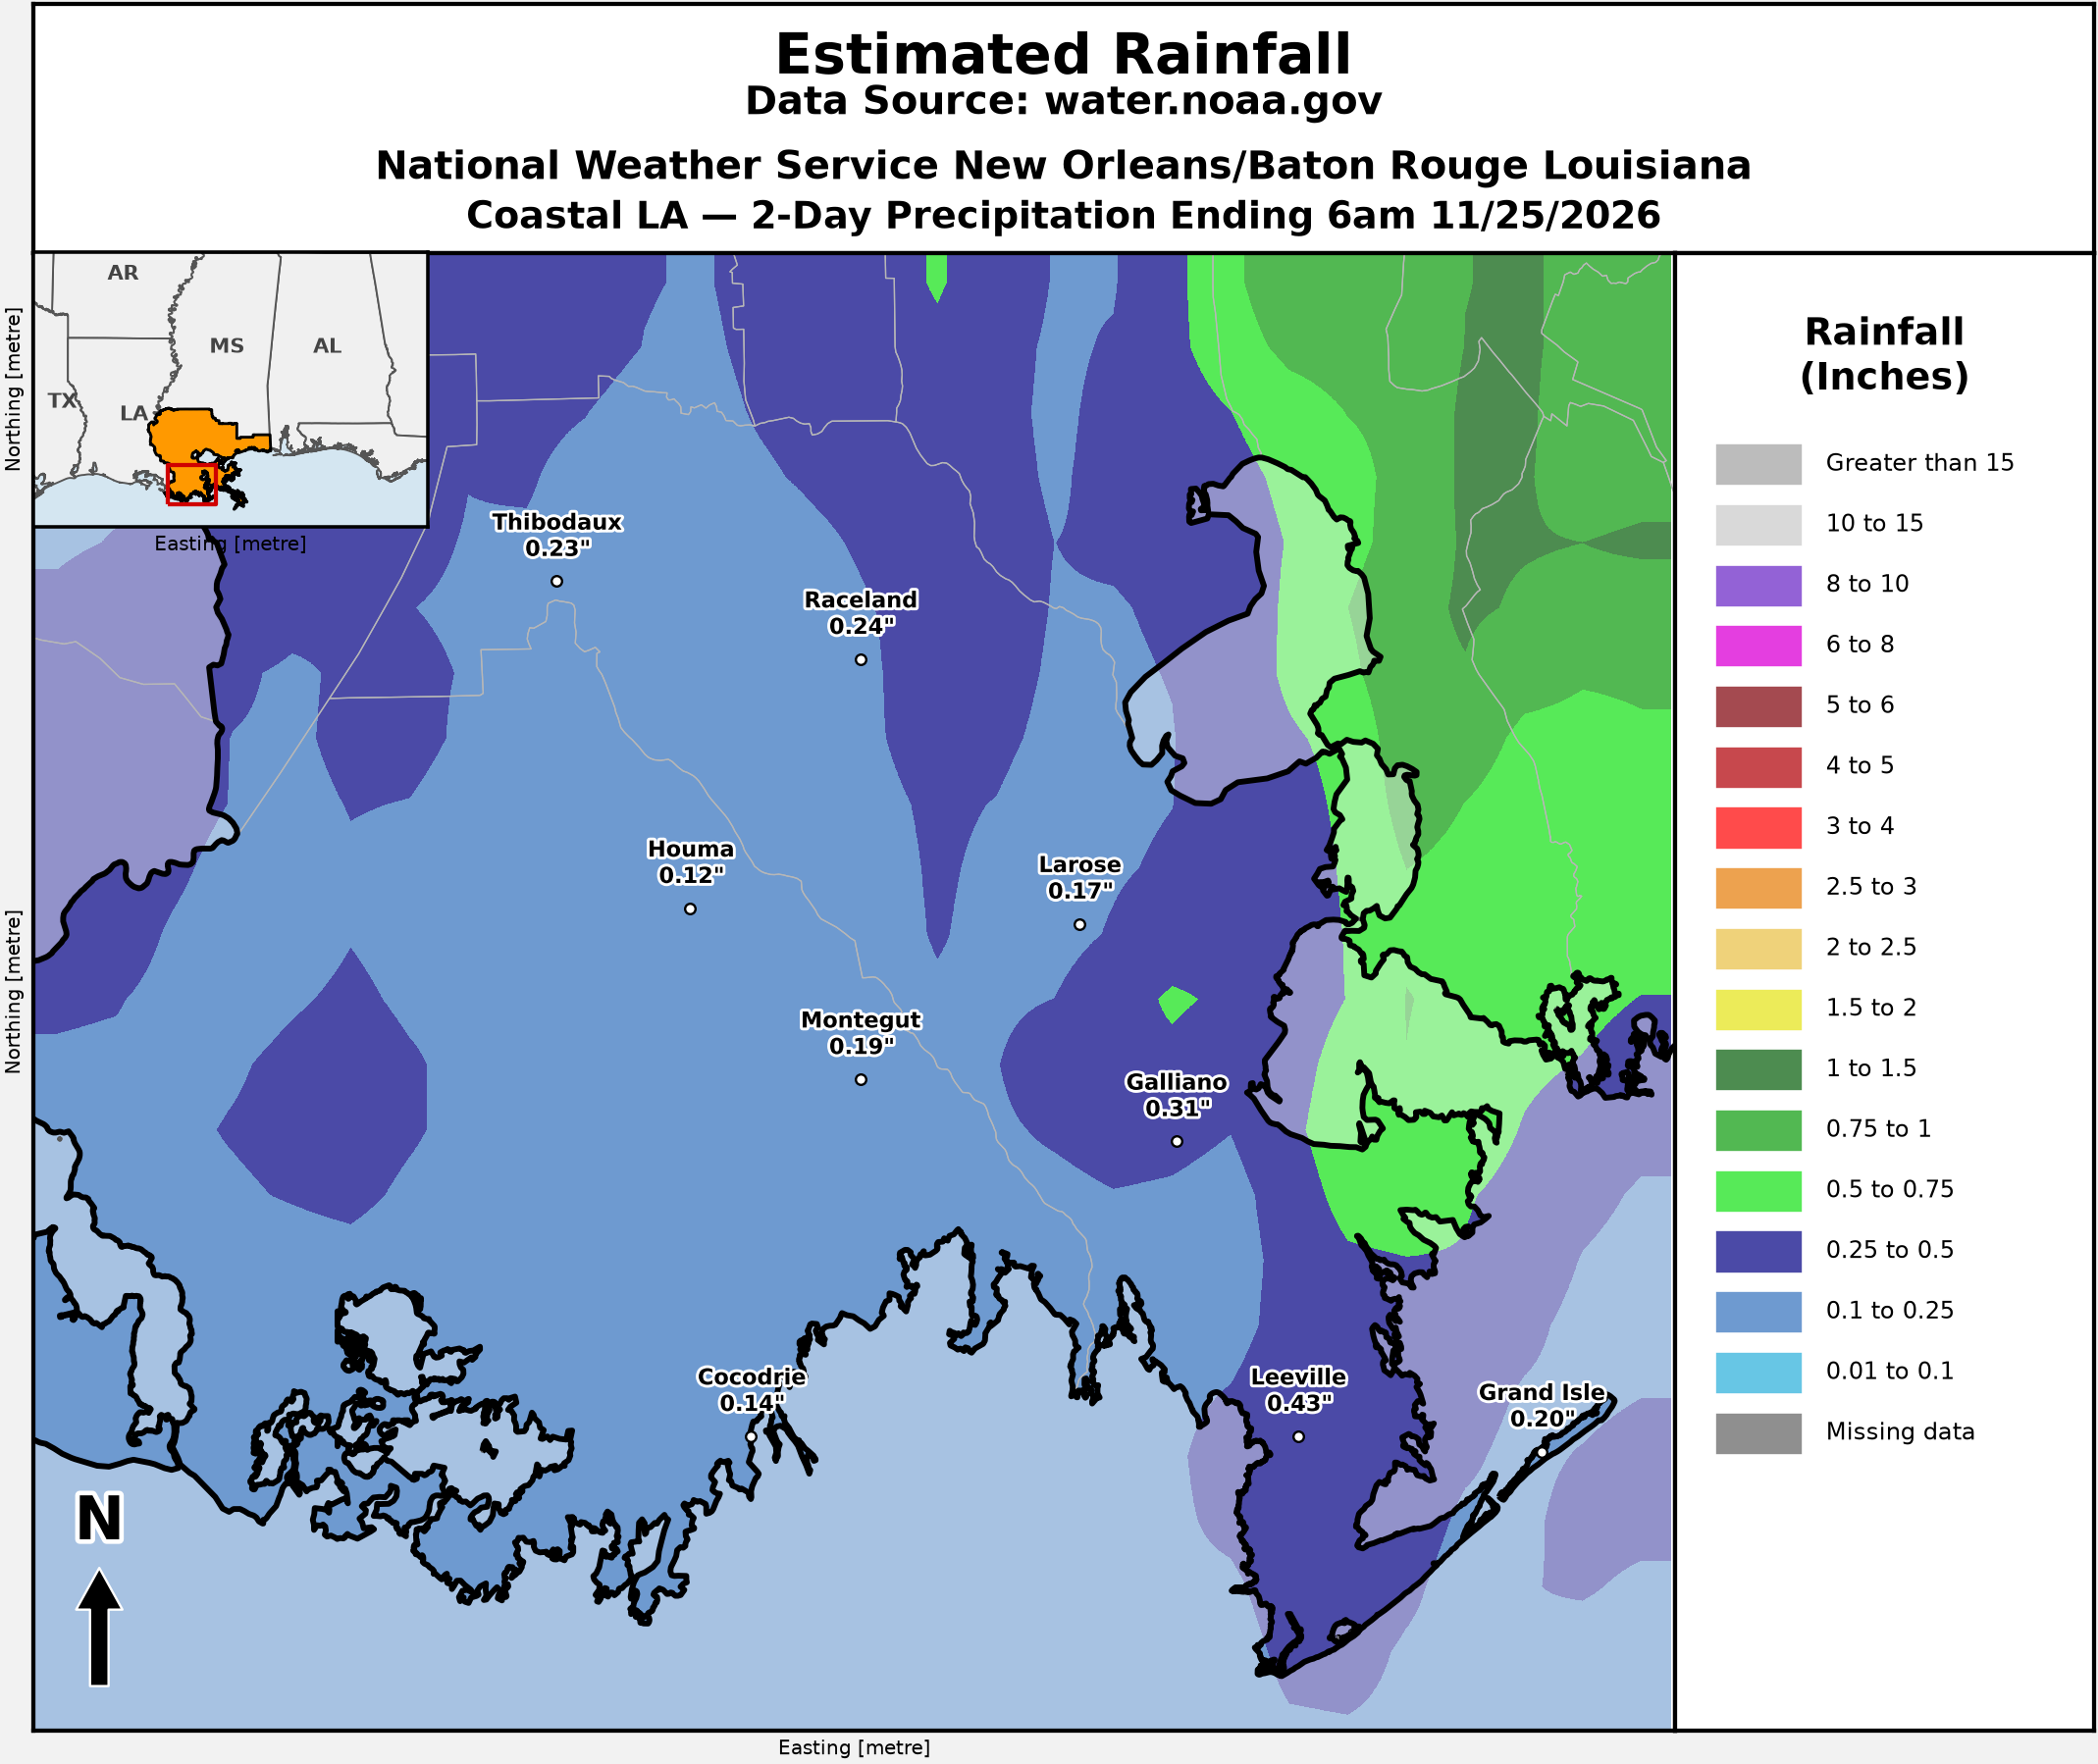 Estimated Rainfall
Data Source: water.noaa.gov
National Weather Service New Orleans/Baton Rouge Louisiana
Coastal LA — 2-Day Precipitation Ending 6am 11/25/2026
AR
MS
AL
TX
LA
Northing [metre]
Easting [metre]
Thibodaux
0.23"
Raceland
0.24"
Houma
0.12"
Larose
0.17"
Montegut
0.19"
Galliano
0.31"
Cocodrie
0.14"
Leeville
0.43"
Grand Isle
0.20"
N
Northing [metre]
Easting [metre]
Rainfall
(Inches)
Greater than 15
10 to 15
8 to 10
6 to 8
5 to 6
4 to 5
3 to 4
2.5 to 3
2 to 2.5
1.5 to 2
1 to 1.5
0.75 to 1
0.5 to 0.75
0.25 to 0.5
0.1 to 0.25
0.01 to 0.1
Missing data